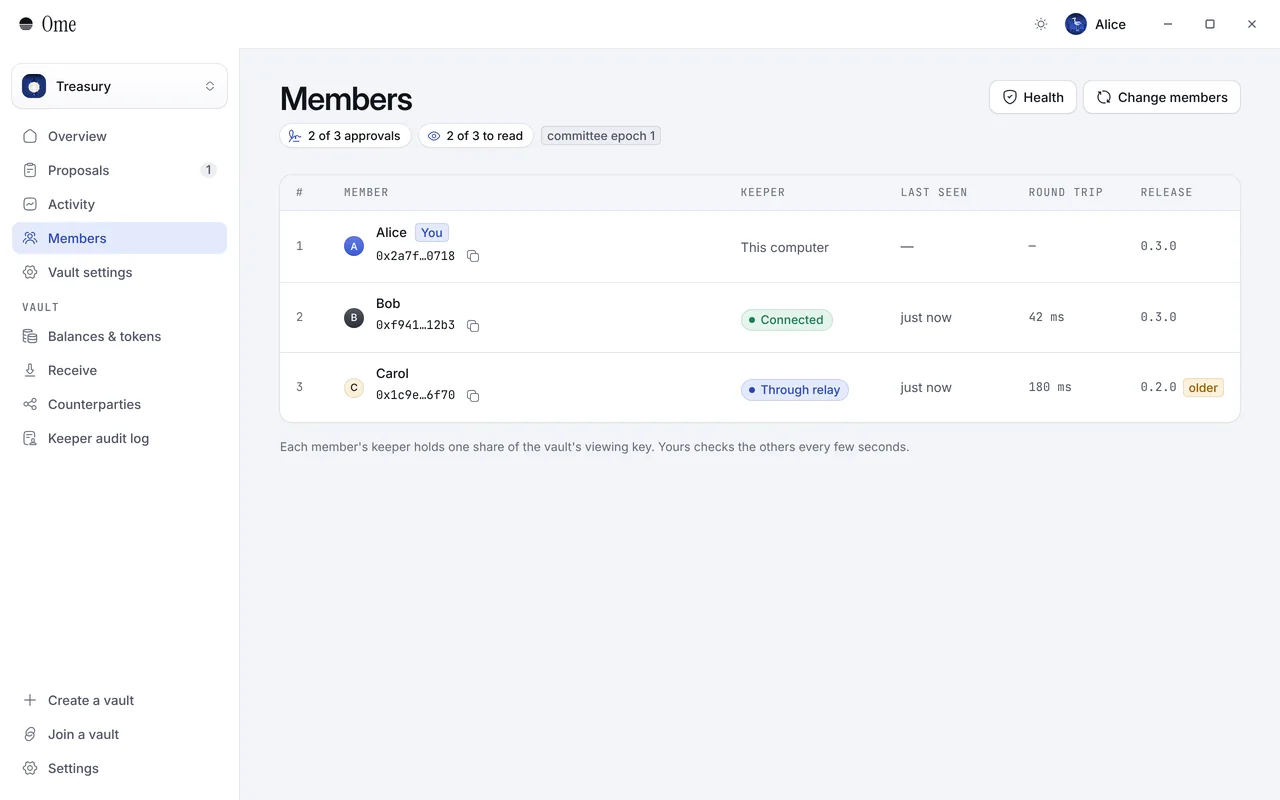 Ome
Alice
Treasury
Overview
Proposals 1
Activity
Members
Vault settings
VAULT
Balances & tokens
Receive
Counterparties
Keeper audit log
Create a vault
Join a vault
Settings
Members
Health
Change members
2 of 3 approvals
2 of 3 to read
committee epoch 1
# MEMBER KEEPER LAST SEEN ROUND TRIP RELEASE
1 A Alice You This computer — – 0.3.0
0x2a7f…0718
2 B Bob Connected just now 42 ms 0.3.0
0xf941…12b3
3 C Carol Through relay just now 180 ms 0.2.0 older
0x1c9e…6f70
Each member's keeper holds one share of the vault's viewing key. Yours checks the others every few seconds.